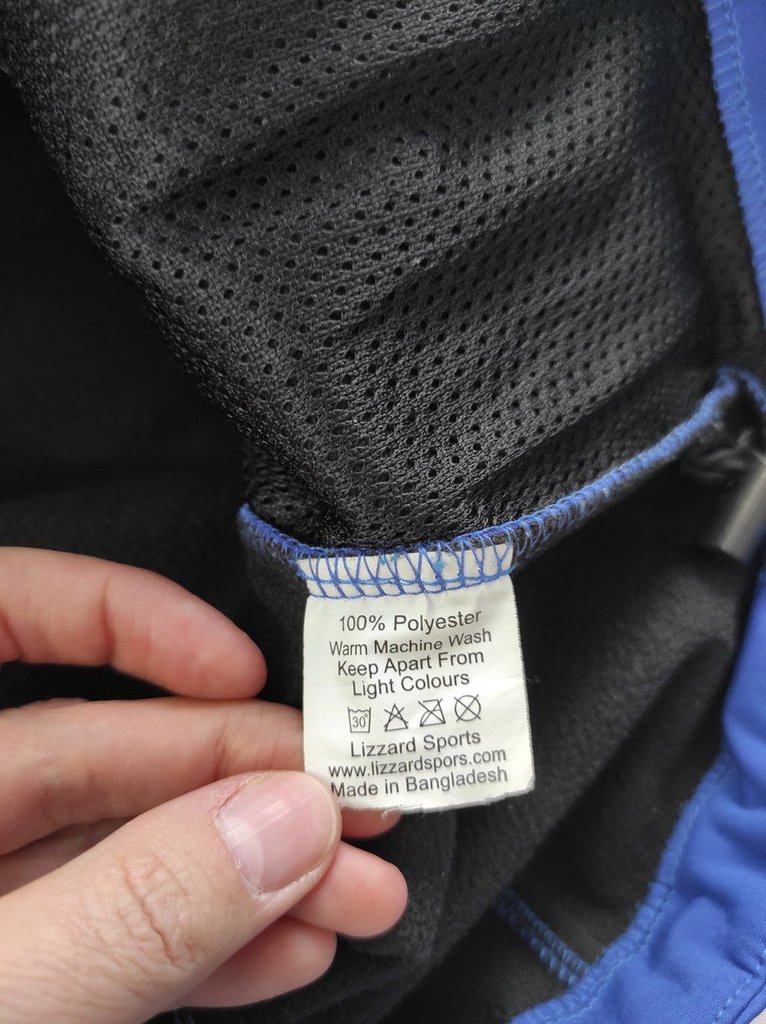 100% Polyester
Warm Machine Wash
Keep Apart From
Light Colours
30°
Lizzard Sports
www.lizzardspors.com
Made in Bangladesh